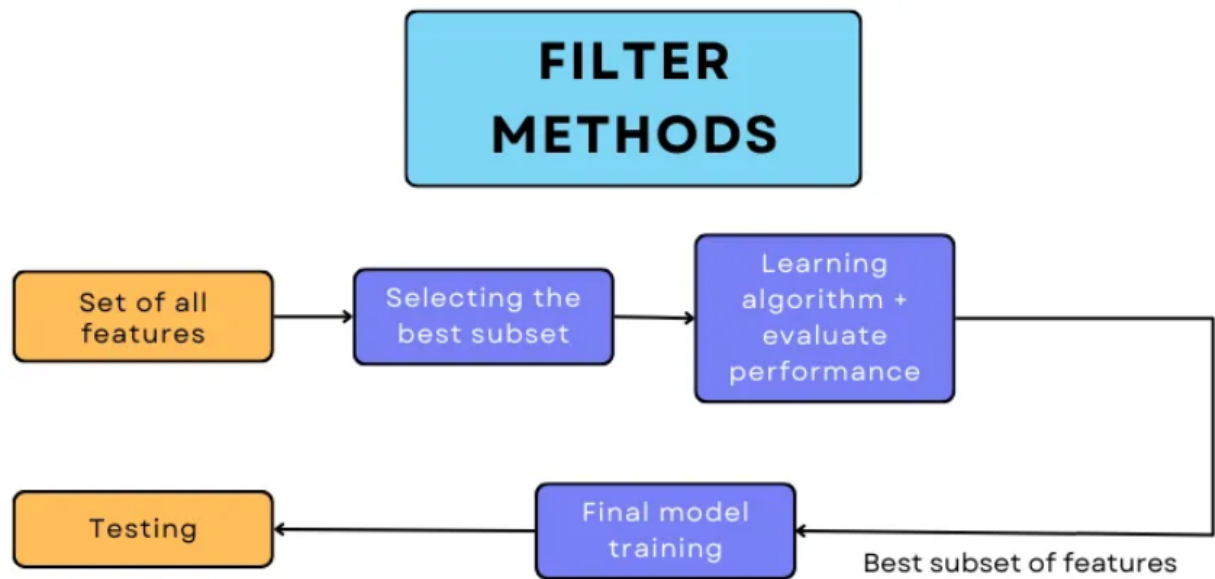 FILTER
METHODS
Set of all
features
Selecting the
best subset
Learning
algorithm +
evaluate
performance
Testing
Final model
training
Best subset of features